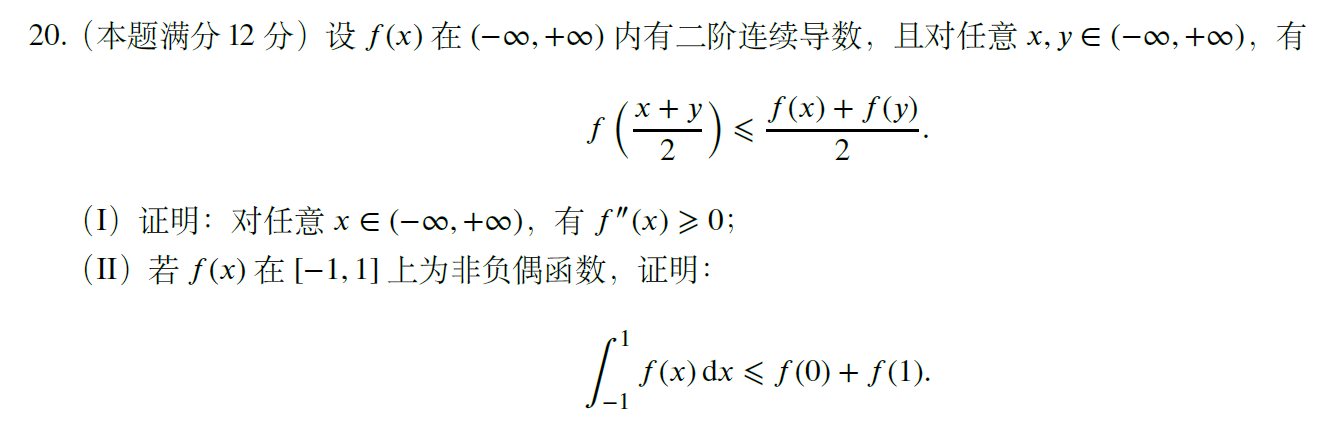 20.（本题满分 12 分）设 f(x) 在 (−∞, +∞) 内有二阶连续导数，且对任意 x, y ∈ (−∞, +∞)，有
f((x + y)/2) ⩽ (f(x) + f(y))/2.
（I）证明：对任意 x ∈ (−∞, +∞)，有 f″(x) ⩾ 0;
（II）若 f(x) 在 [−1, 1] 上为非负偶函数，证明：
∫_{−1}^{1} f(x) dx ⩽ f(0) + f(1).